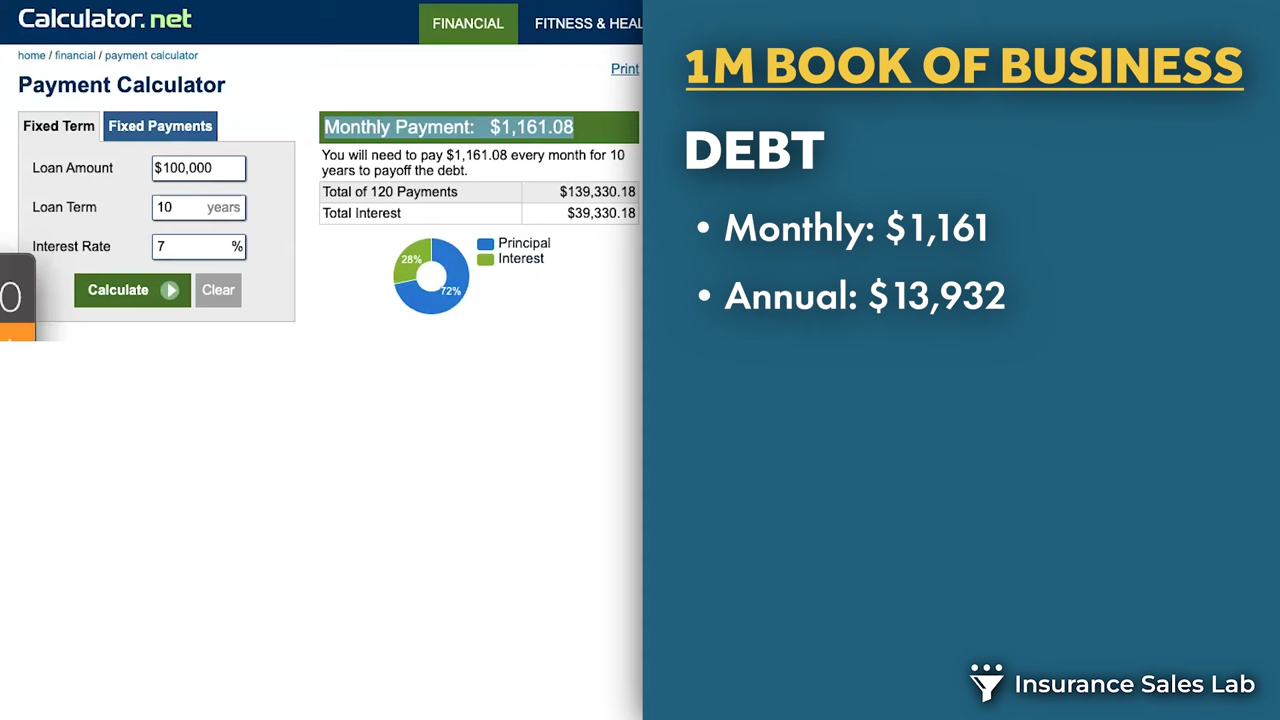 Calculator.net
FINANCIAL
FITNESS & HEAL
home / financial / payment calculator
Print
Payment Calculator
Fixed Term
Fixed Payments
Loan Amount
$100,000
Loan Term
10 years
Interest Rate
7 %
Calculate
Clear
Monthly Payment: $1,161.08
You will need to pay $1,161.08 every month for 10
years to payoff the debt.
Total of 120 Payments $139,330.18
Total Interest $39,330.18
28%
72%
Principal
Interest
0
1M BOOK OF BUSINESS
DEBT
• Monthly: $1,161
• Annual: $13,932
Insurance Sales Lab